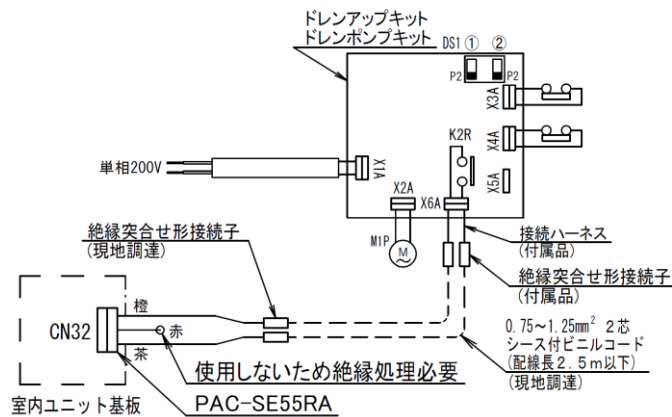 ドレンアップキット
ドレンポンプキット
DS1 ① ②
P2 P2
X3A
K2R
X4A
単相200V
X1A
X5A
X2A
X6A
M1P
M
絶縁突合せ形接続子
(現地調達)
接続ハーネス
(付属品)
絶縁突合せ形接続子
(付属品)
橙
CN32
赤
茶
0.75~1.25mm² 2芯
シース付ビニルコード
(配線長2.5m以下)
(現地調達)
使用しないため絶縁処理必要
室内ユニット基板
PAC-SE55RA